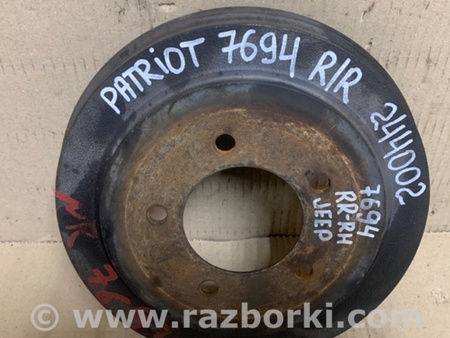 PATRIOT 7694 R/R 244002
7694
RR-RH
JEEP
www.razborki.com